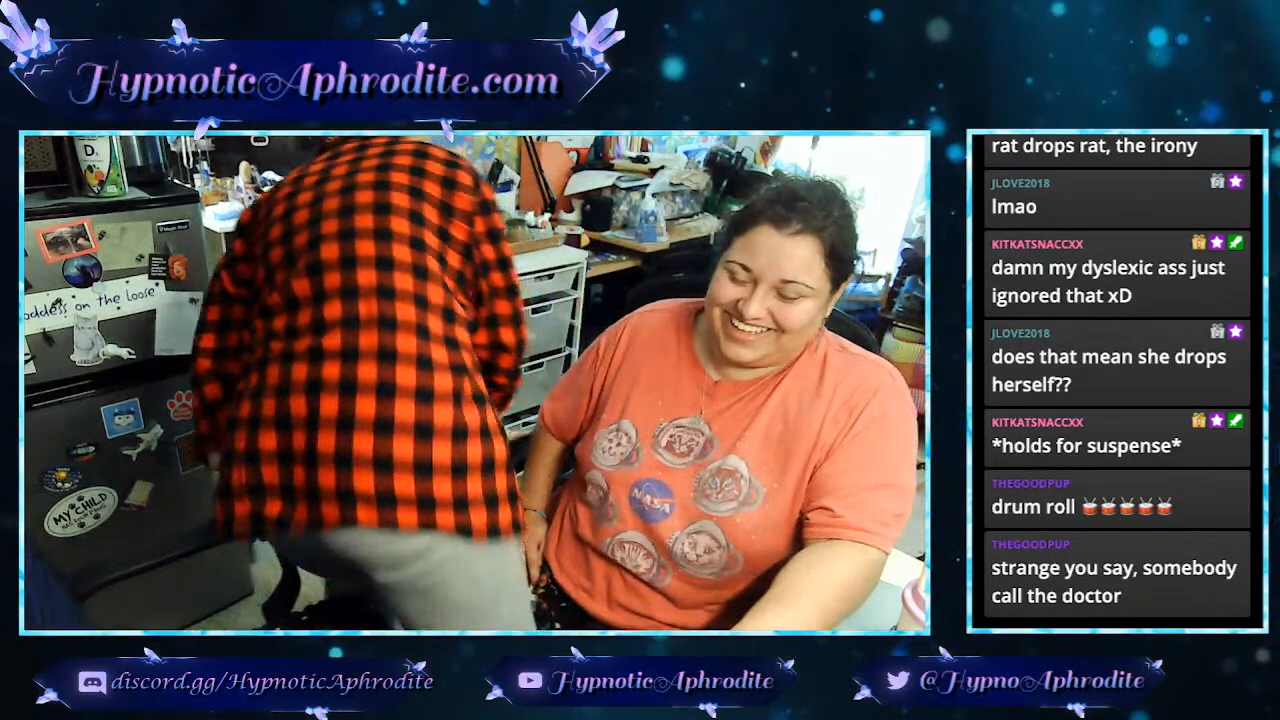 HypnoticAphrodite.com
rat drops rat, the irony
JLOVE2018
lmao
KITKATSNACCXX
damn my dyslexic ass just
ignored that xD
JLOVE2018
does that mean she drops
herself??
KITKATSNACCXX
*holds for suspense*
THEGOODPUP
drum roll 🥁🥁🥁🥁🥁
THEGOODPUP
strange you say, somebody
call the doctor
oddess on the loose
MY CHILD
NASA
discord.gg/HypnoticAphrodite
HypnoticAphrodite
@HypnoAphrodite